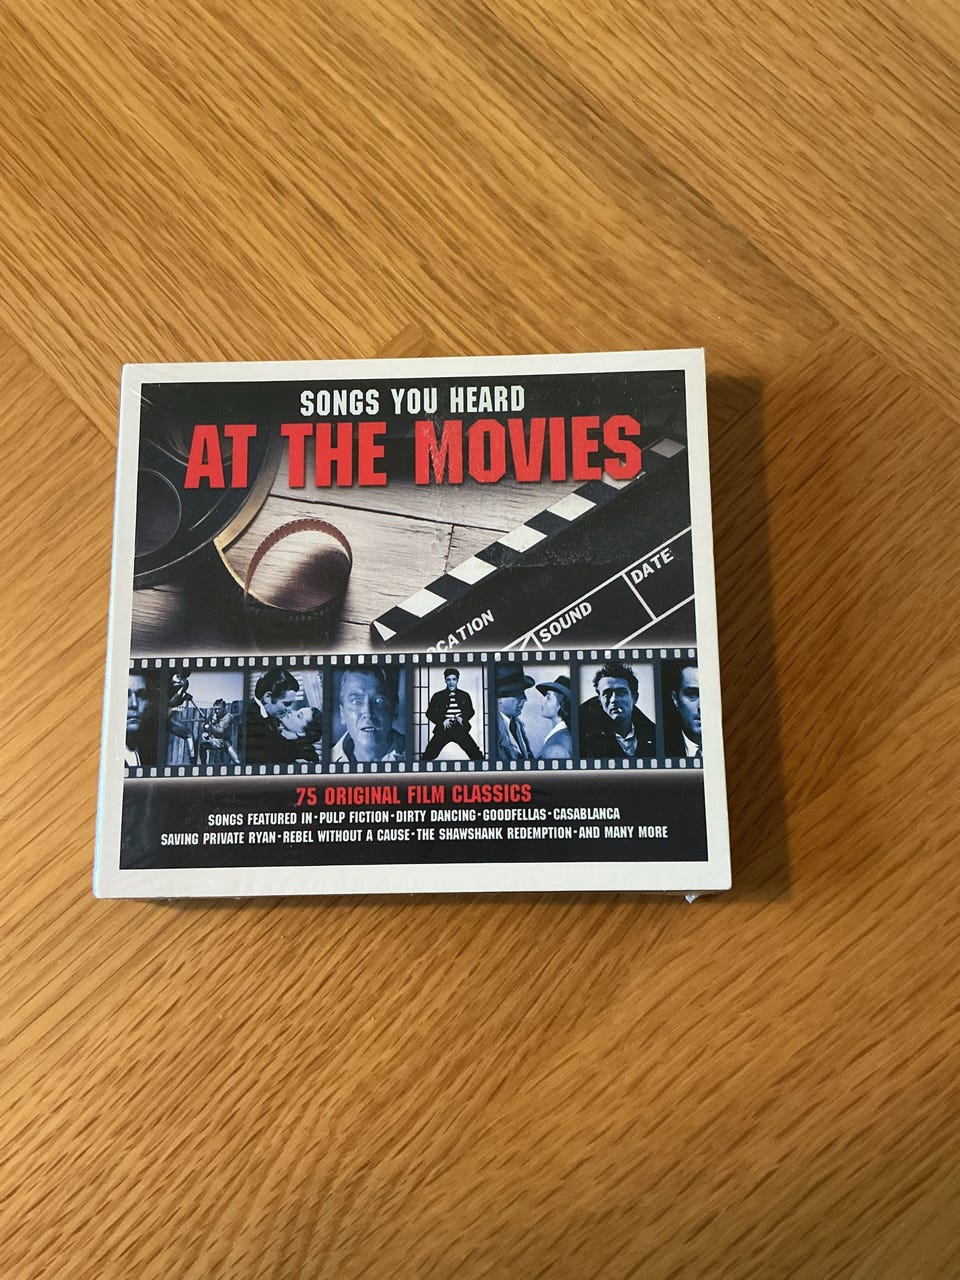 SONGS YOU HEARD
AT THE MOVIES
DATE
SOUND
75 ORIGINAL FILM CLASSICS
SONGS FEATURED IN-PULP FICTION-DIRTY DANCING-GOODFELLAS-CASABLANCA
SAVING PRIVATE RYAN-REBEL WITHOUT A CAUSE-THE SHAWSHANK REDEMPTION-AND MANY MORE